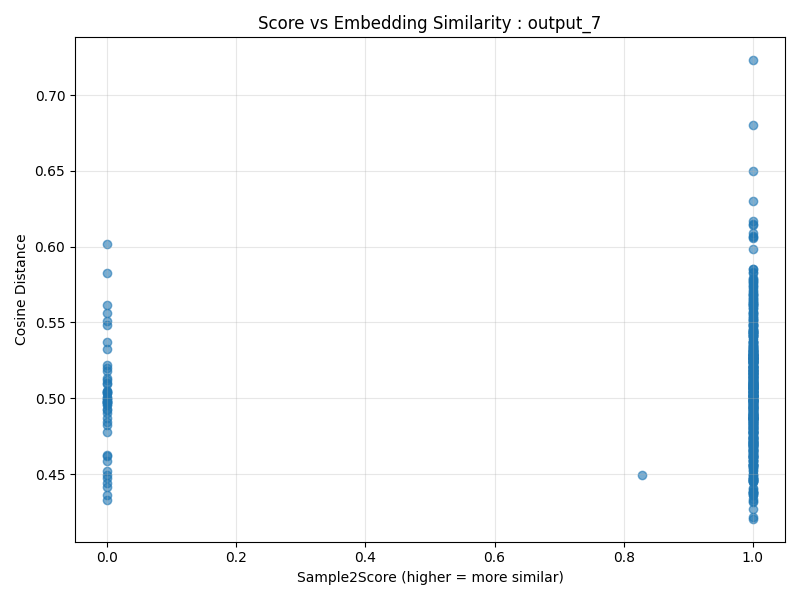 Score vs Embedding Similarity : output_7
Cosine Distance
0.70
0.65
0.60
0.55
0.50
0.45
0.0 0.2 0.4 0.6 0.8 1.0
Sample2Score (higher = more similar)